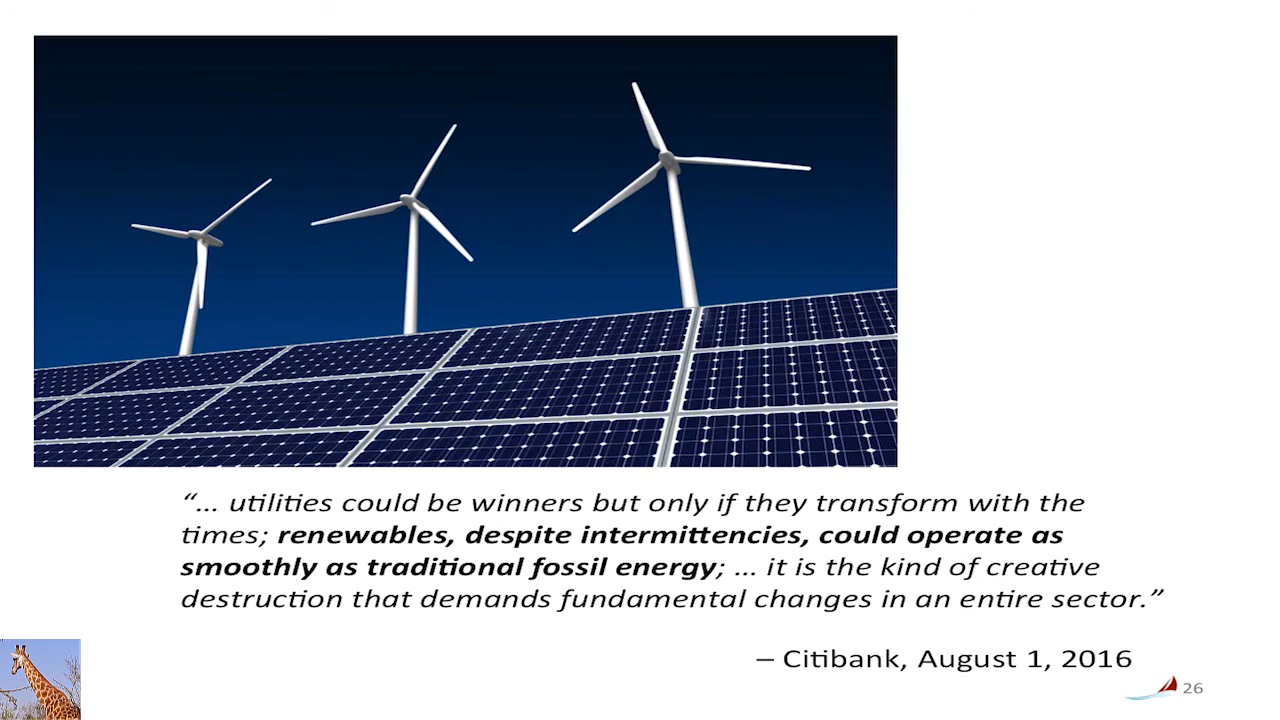 “... utilities could be winners but only if they transform with the
times; renewables, despite intermittencies, could operate as
smoothly as traditional fossil energy; ... it is the kind of creative
destruction that demands fundamental changes in an entire sector.”
– Citibank, August 1, 2016
26